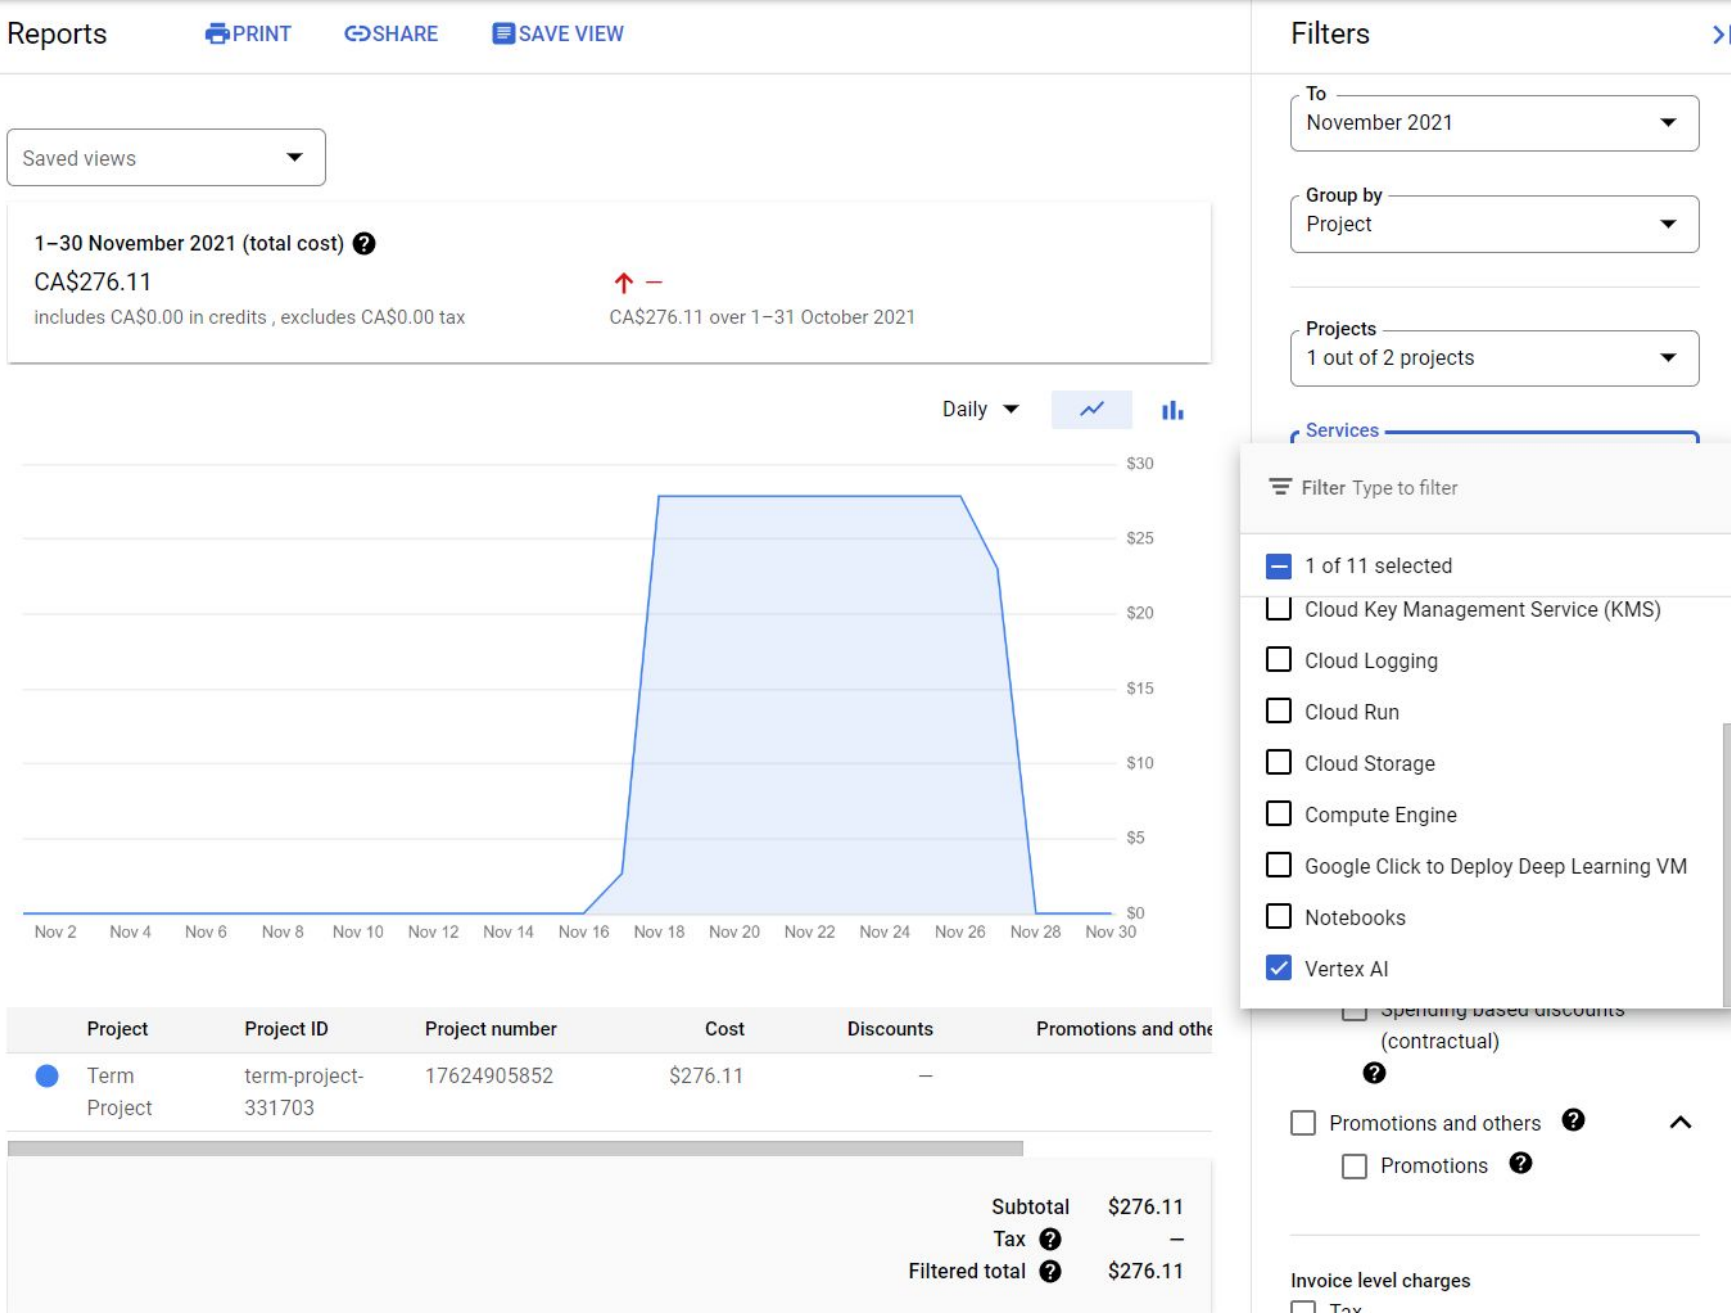 Reports
PRINT
SHARE
SAVE VIEW
Saved views
1–30 November 2021 (total cost)
CA$276.11
includes CA$0.00 in credits , excludes CA$0.00 tax
–
CA$276.11 over 1–31 October 2021
Daily
$30
$25
$20
$15
$10
$5
$0
Nov 2 Nov 4 Nov 6 Nov 8 Nov 10 Nov 12 Nov 14 Nov 16 Nov 18 Nov 20 Nov 22 Nov 24 Nov 26 Nov 28 Nov 30
Project Project ID Project number Cost Discounts Promotions and othe
Term term-project- 17624905852 $276.11 –
Project 331703
Subtotal $276.11
Tax –
Filtered total $276.11
Filters
To
November 2021
Group by
Project
Projects
1 out of 2 projects
Services
Filter Type to filter
1 of 11 selected
Cloud Key Management Service (KMS)
Cloud Logging
Cloud Run
Cloud Storage
Compute Engine
Google Click to Deploy Deep Learning VM
Notebooks
Vertex AI
Spending based discounts
(contractual)
Promotions and others
Promotions
Invoice level charges
Tax